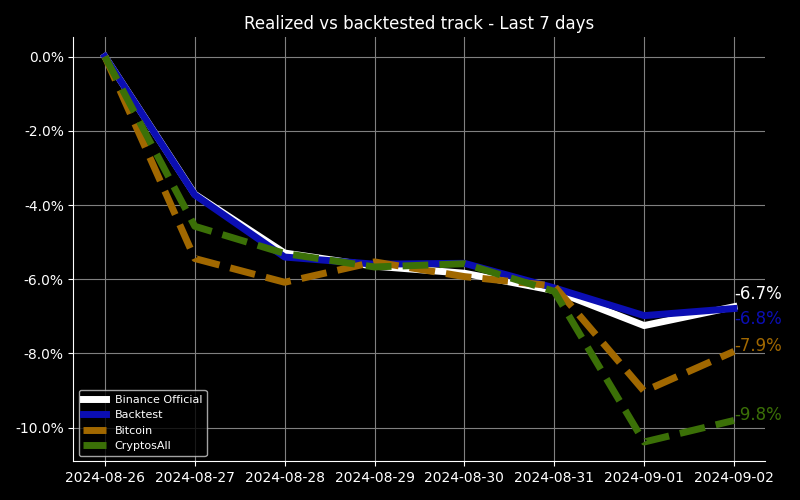 Realized vs backtested track - Last 7 days
0.0%
-2.0%
-4.0%
-6.0%
-8.0%
-10.0%
-6.7%
-6.8%
-7.9%
-9.8%
Binance Official
Backtest
Bitcoin
CryptosAll
2024-08-26 2024-08-27 2024-08-28 2024-08-29 2024-08-30 2024-08-31 2024-09-01 2024-09-02